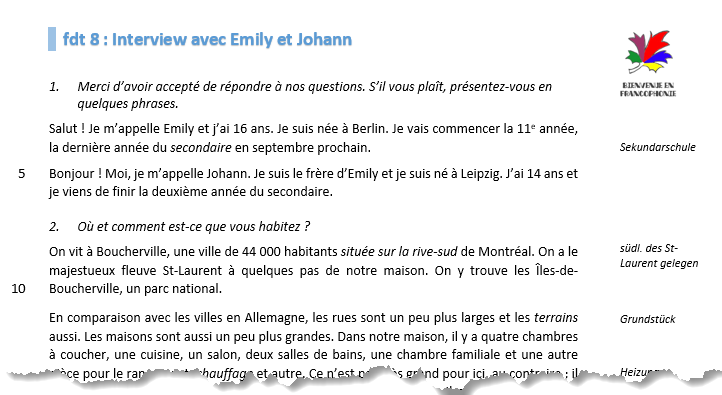 fdt 8 : Interview avec Emily et Johann
BIENVENUE EN
FRANCOPHONIE
1. Merci d’avoir accepté de répondre à nos questions. S’il vous plaît, présentez-vous en
quelques phrases.
Salut ! Je m’appelle Emily et j’ai 16 ans. Je suis née à Berlin. Je vais commencer la 11e année,
la dernière année du secondaire en septembre prochain.
Sekundarschule
5 Bonjour ! Moi, je m’appelle Johann. Je suis le frère d’Emily et je suis né à Leipzig. J’ai 14 ans et
je viens de finir la deuxième année du secondaire.
2. Où et comment est-ce que vous habitez ?
On vit à Boucherville, une ville de 44 000 habitants située sur la rive-sud de Montréal. On a le
südl. des St-
majestueux fleuve St-Laurent à quelques pas de notre maison. On y trouve les Îles-de-
Laurent gelegen
10 Boucherville, un parc national.
En comparaison avec les villes en Allemagne, les rues sont un peu plus larges et les terrains
Grundstück
aussi. Les maisons sont aussi un peu plus grandes. Dans notre maison, il y a quatre chambres
à coucher, une cuisine, un salon, deux salles de bains, une chambre familiale et une autre
pour le chauffage et autre. Ce n’est grand pour ici, au contraire ; il